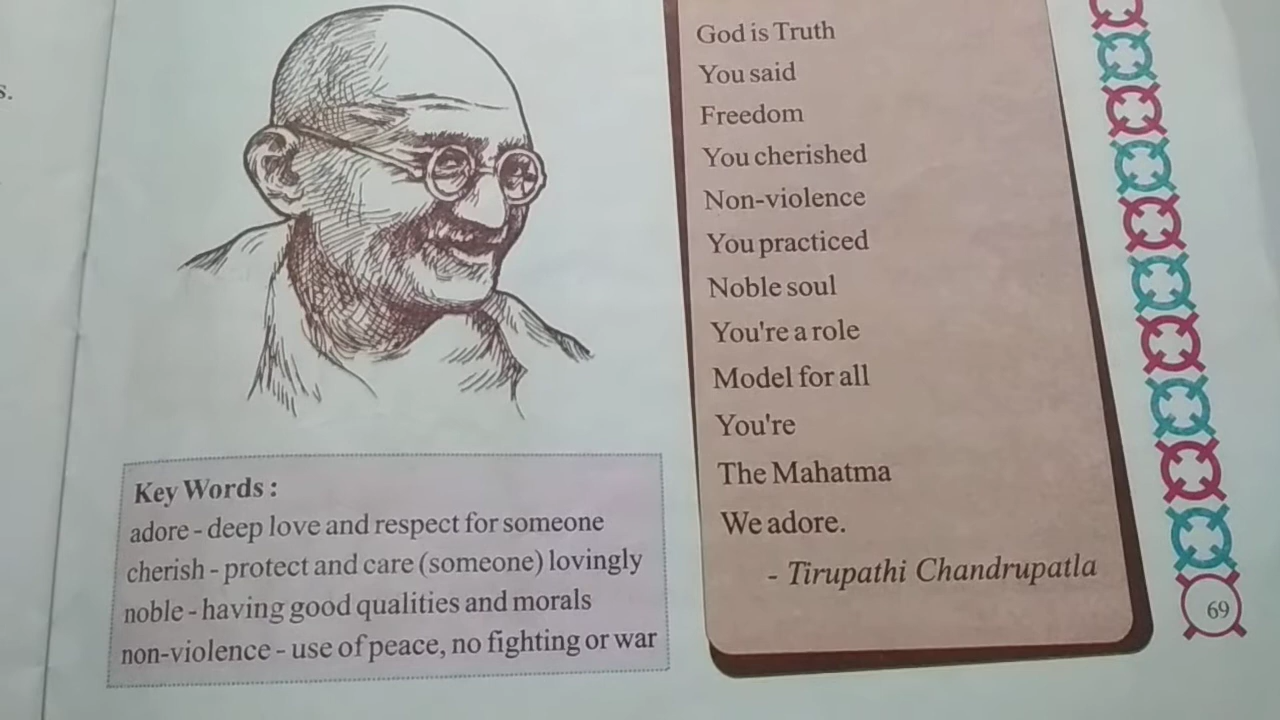 s.
God is Truth
You said
Freedom
You cherished
Non-violence
You practiced
Noble soul
You're a role
Model for all
You're
The Mahatma
We adore.
- Tirupathi Chandrupatla
Key Words :
adore - deep love and respect for someone
cherish - protect and care (someone) lovingly
noble - having good qualities and morals
non-violence - use of peace, no fighting or war
69